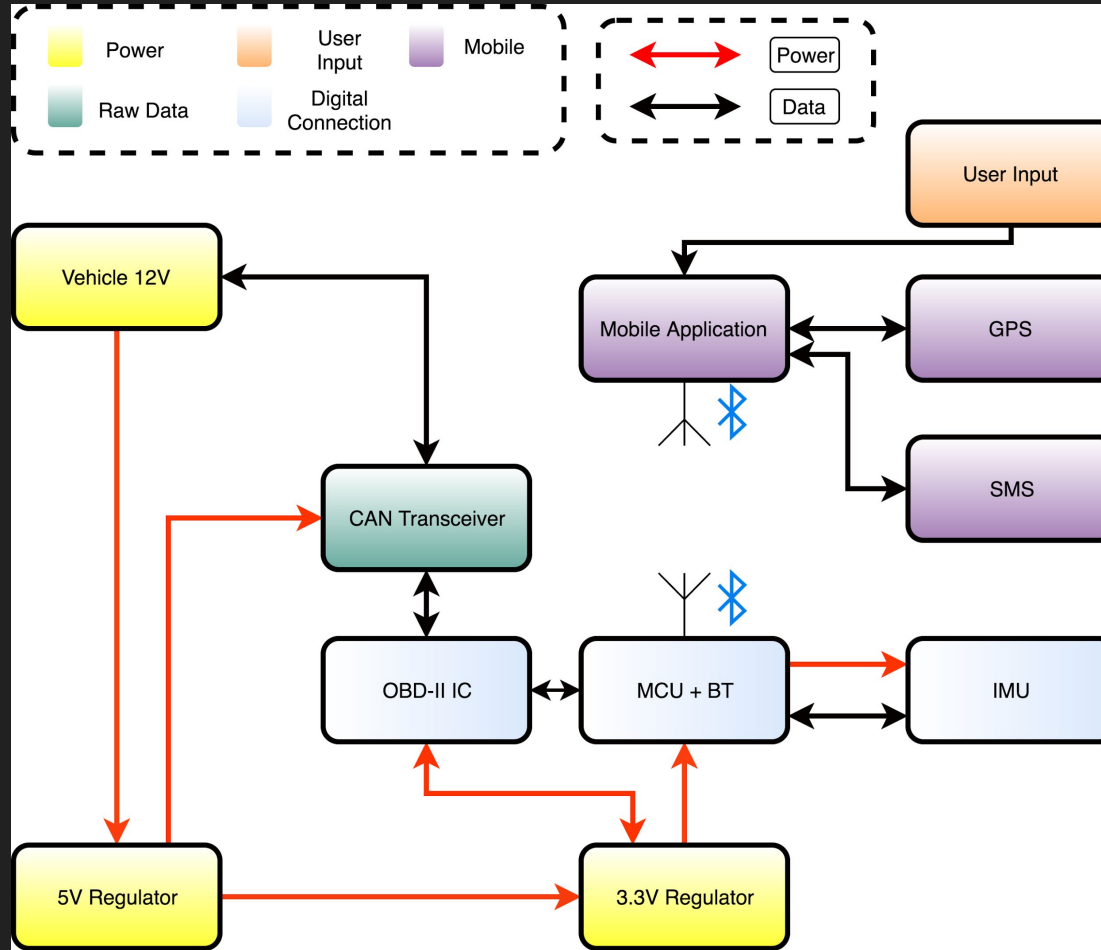 Power
User
Input
Mobile
Raw Data
Digital
Connection
Power
Data
User Input
Vehicle 12V
Mobile Application
GPS
SMS
CAN Transceiver
OBD-II IC
MCU + BT
IMU
5V Regulator
3.3V Regulator